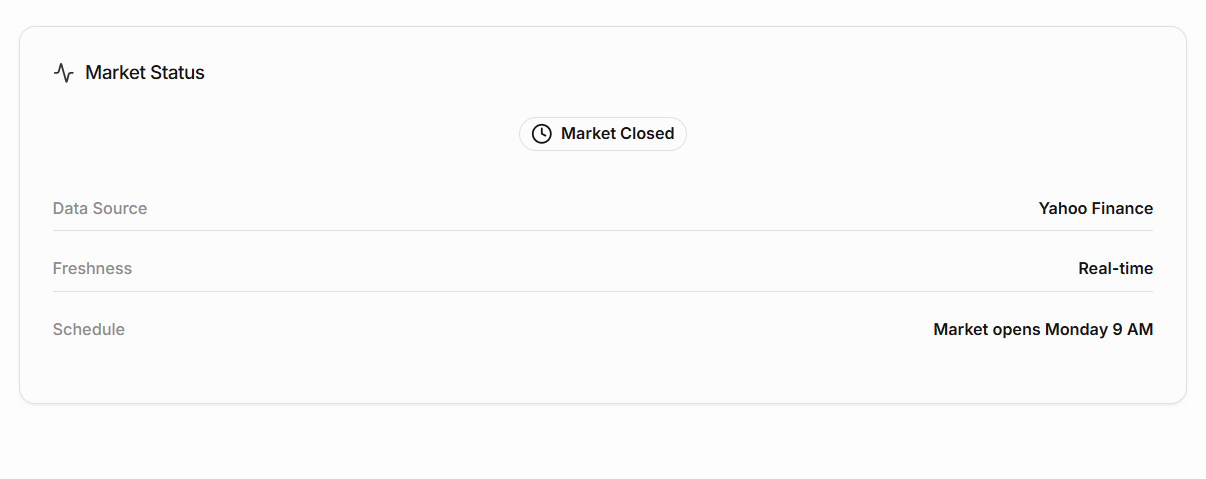 Market Status
Market Closed
Data Source Yahoo Finance
Freshness Real-time
Schedule Market opens Monday 9 AM